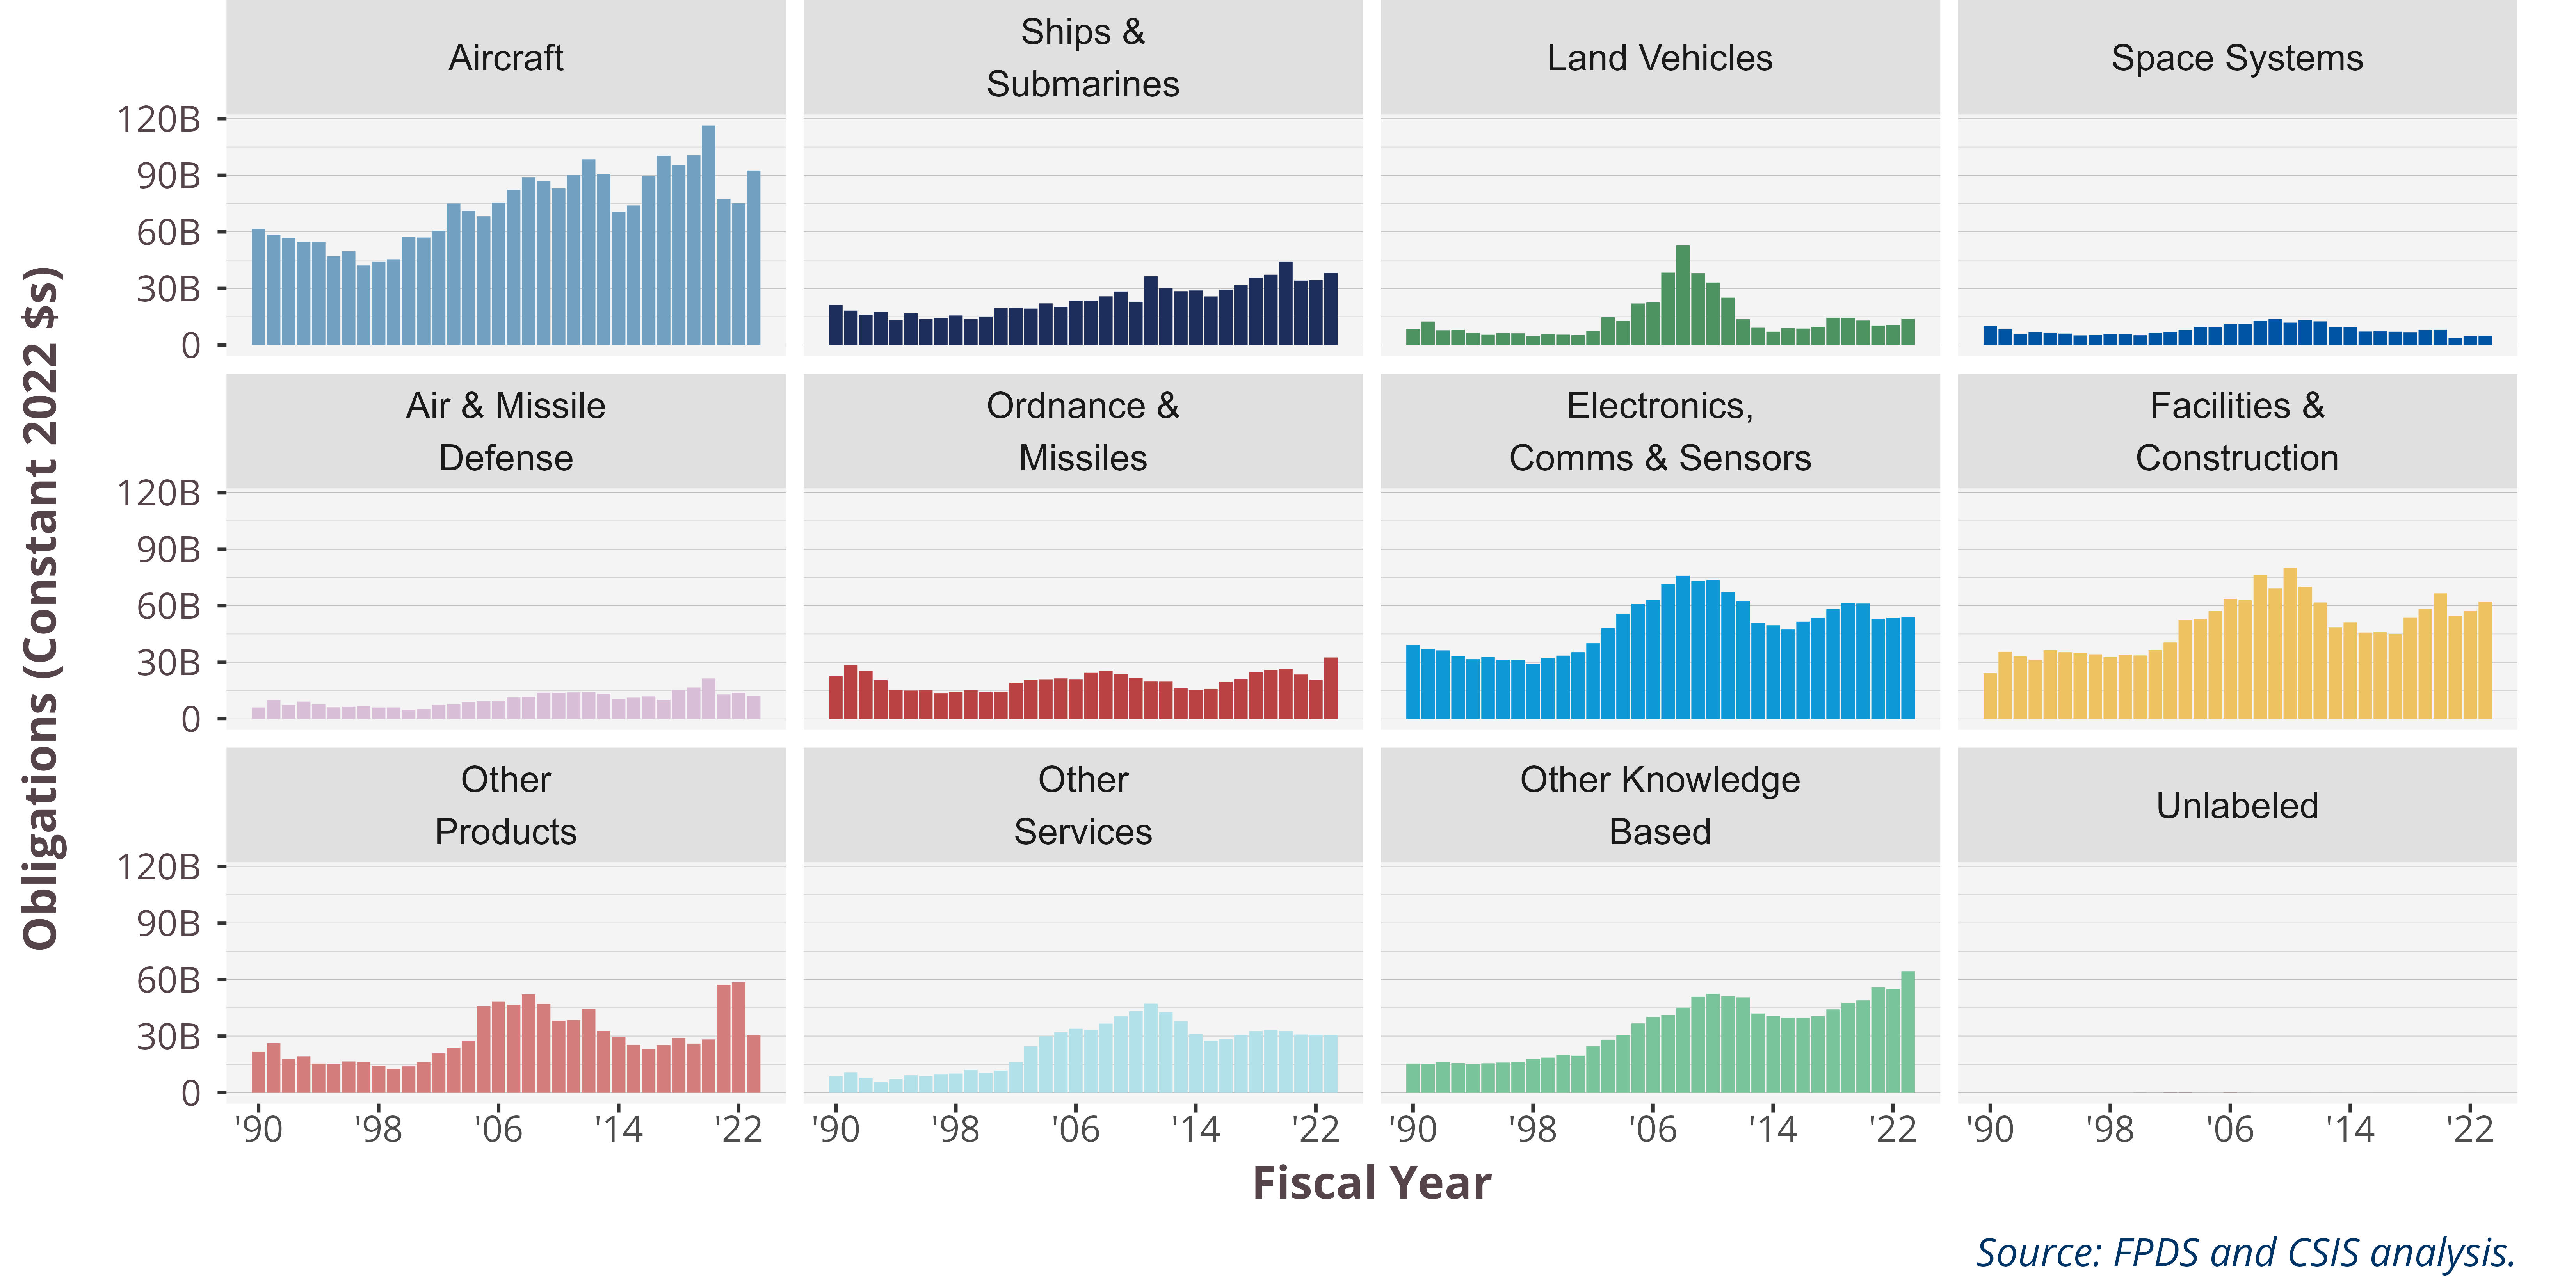 Aircraft
Ships &
Submarines
Land Vehicles
Space Systems
120B
90B
60B
30B
0
Air & Missile
Defense
Ordnance &
Missiles
Electronics,
Comms & Sensors
Facilities &
Construction
120B
90B
60B
30B
0
Other
Products
Other
Services
Other Knowledge
Based
Unlabeled
120B
90B
60B
30B
0
'90 '98 '06 '14 '22
'90 '98 '06 '14 '22
'90 '98 '06 '14 '22
'90 '98 '06 '14 '22
Obligations (Constant 2022 $s)
Fiscal Year
Source: FPDS and CSIS analysis.